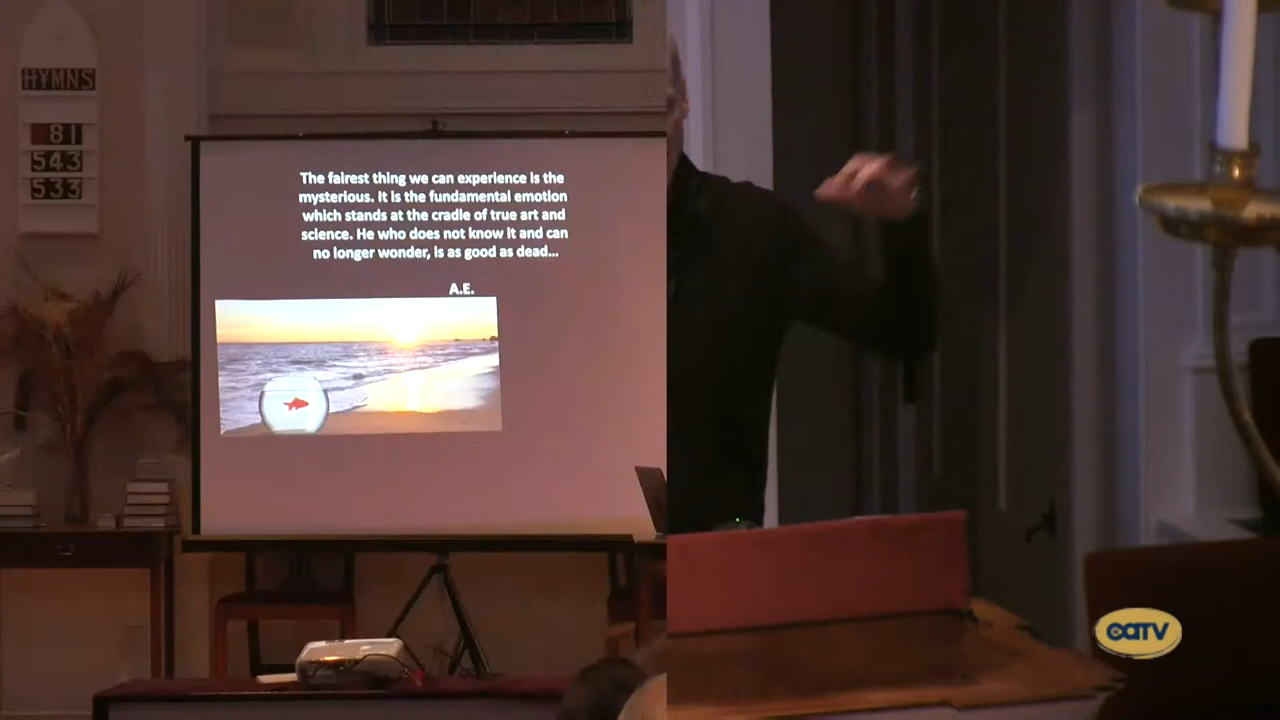 HYMNS
81
543
533
The fairest thing we can experience is the
mysterious. It is the fundamental emotion
which stands at the cradle of true art and
science. He who does not know it and can
no longer wonder, is as good as dead...
A.E.
CATV